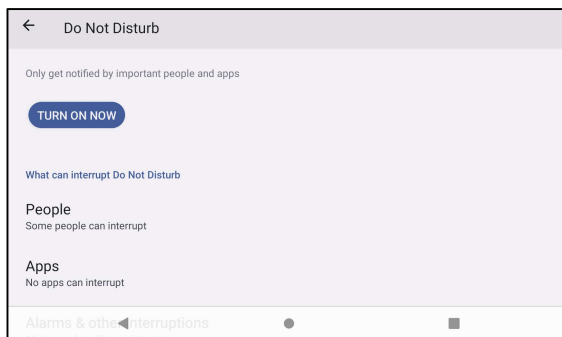 Do Not Disturb
Only get notified by important people and apps
TURN ON NOW
What can interrupt Do Not Disturb
People
Some people can interrupt
Apps
No apps can interrupt
Alarms & other interruptions